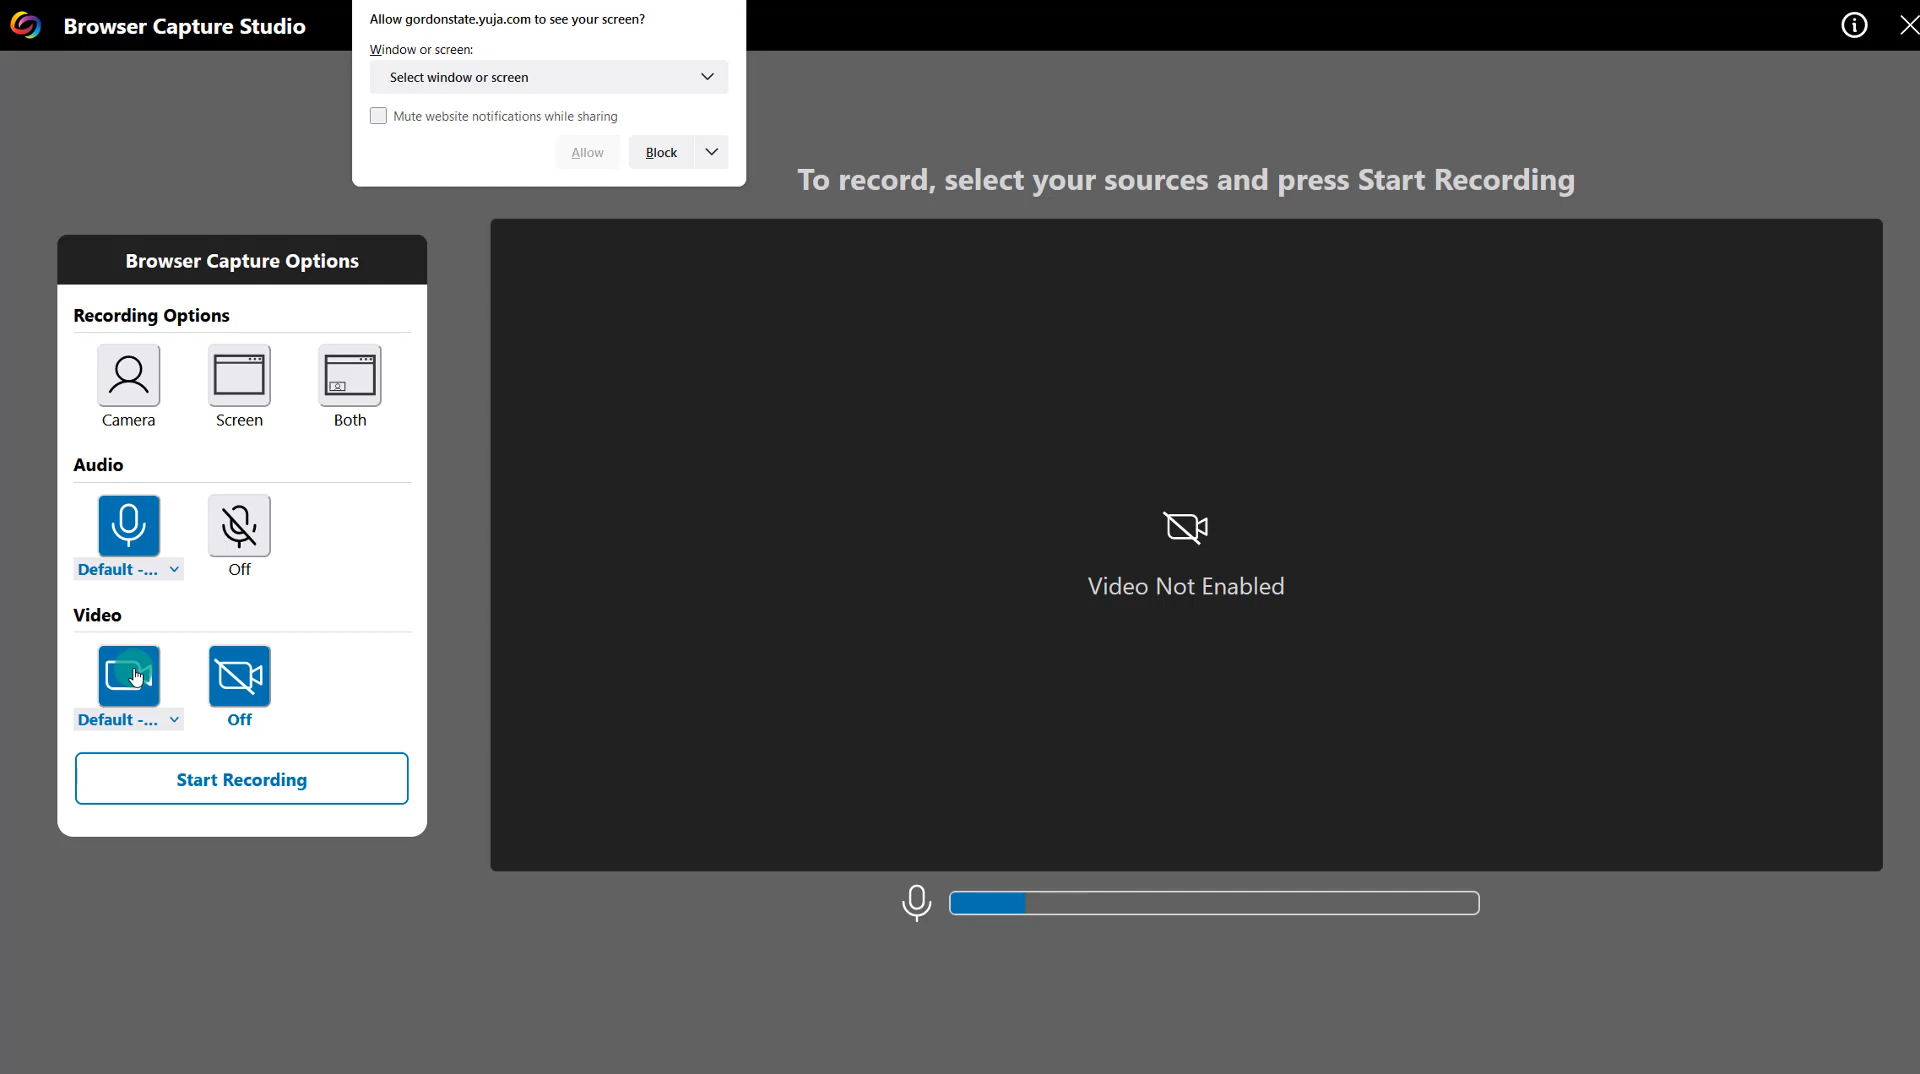 Browser Capture Studio
Allow gordonstate.yuja.com to see your screen?
Window or screen:
Select window or screen
Mute website notifications while sharing
Allow
Block
To record, select your sources and press Start Recording
Browser Capture Options
Recording Options
Camera
Screen
Both
Audio
Default -...
Off
Video
Default -...
Off
Start Recording
Video Not Enabled